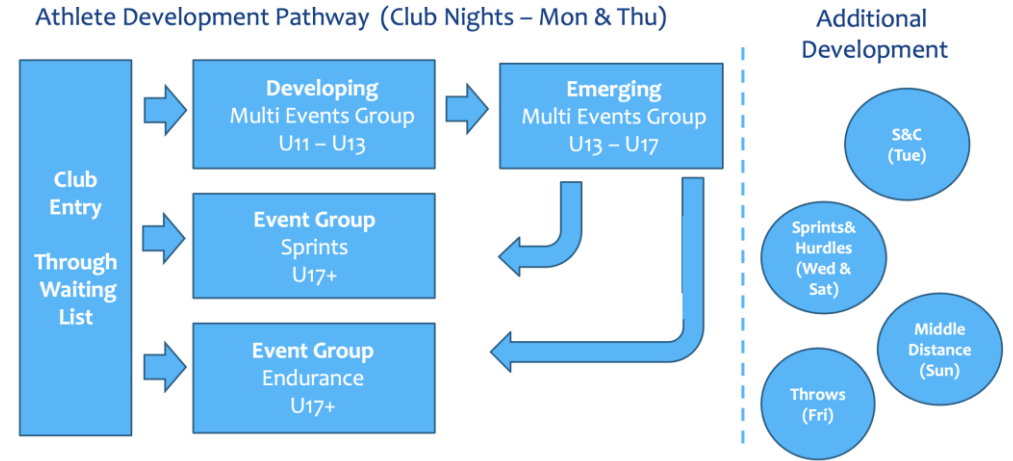 Athlete Development Pathway (Club Nights – Mon & Thu)
Additional
Development
Club
Entry
Through
Waiting
List
Developing
Multi Events Group
U11 – U13
Emerging
Multi Events Group
U13 – U17
Event Group
Sprints
U17+
Event Group
Endurance
U17+
S&C
(Tue)
Sprints&
Hurdles
(Wed &
Sat)
Middle
Distance
(Sun)
Throws
(Fri)